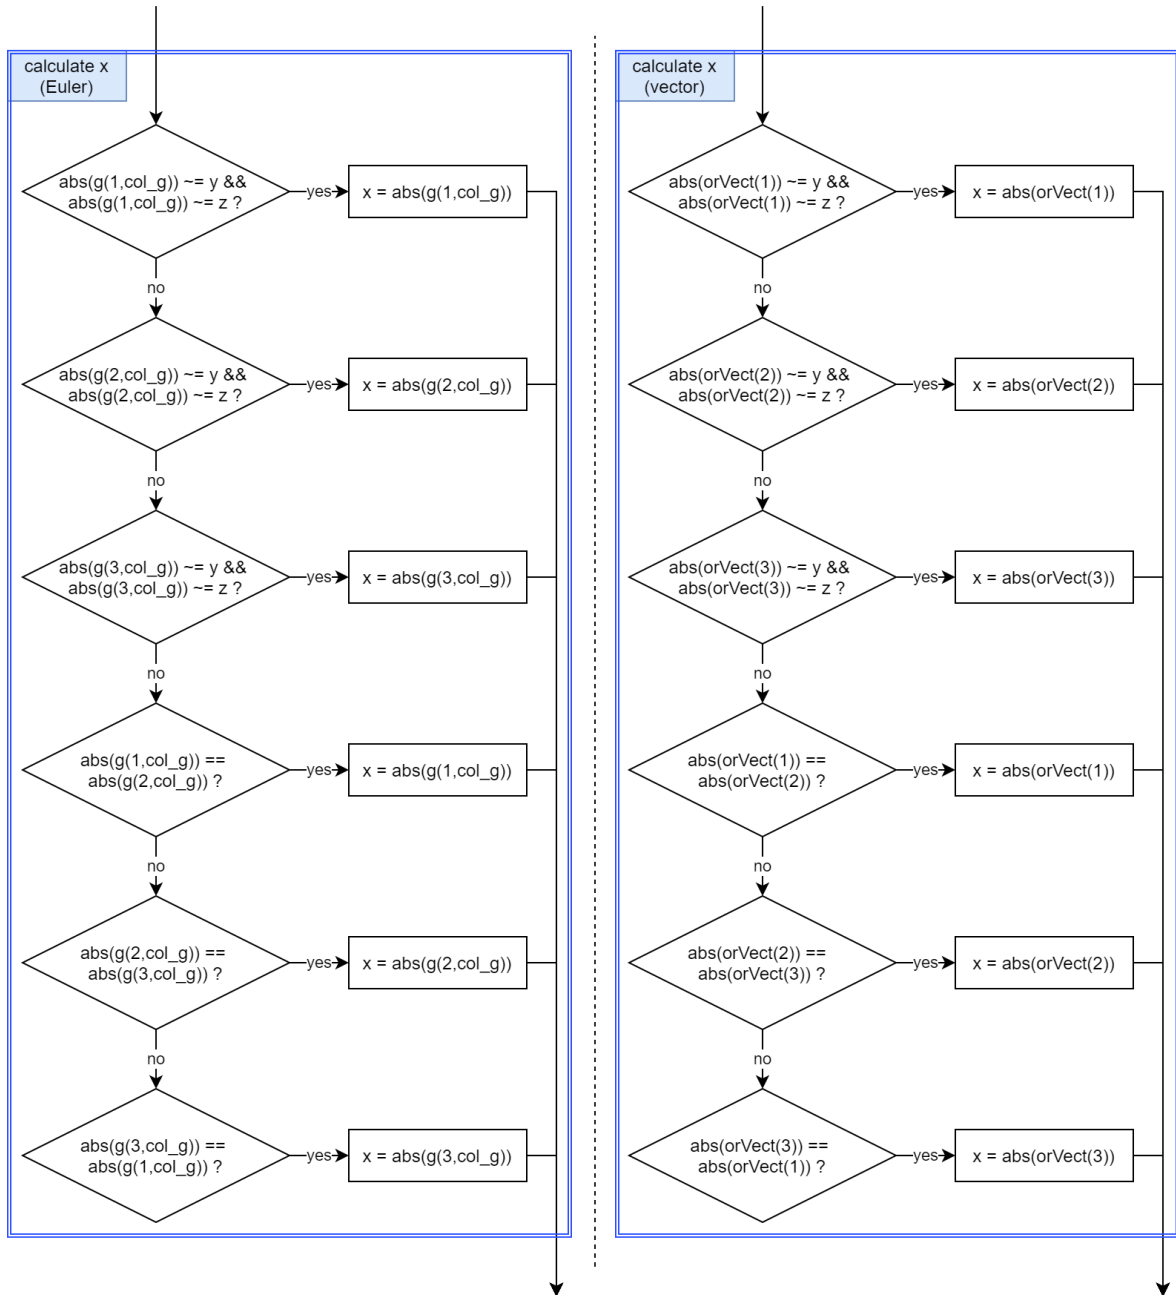 calculate x
(Euler)
abs(g(1,col_g)) ~= y &&
abs(g(1,col_g)) ~= z ?
yes
x = abs(g(1,col_g))
no
abs(g(2,col_g)) ~= y &&
abs(g(2,col_g)) ~= z ?
yes
x = abs(g(2,col_g))
no
abs(g(3,col_g)) ~= y &&
abs(g(3,col_g)) ~= z ?
yes
x = abs(g(3,col_g))
no
abs(g(1,col_g)) ==
abs(g(2,col_g)) ?
yes
x = abs(g(1,col_g))
no
abs(g(2,col_g)) ==
abs(g(3,col_g)) ?
yes
x = abs(g(2,col_g))
no
abs(g(3,col_g)) ==
abs(g(1,col_g)) ?
yes
x = abs(g(3,col_g))
calculate x
(vector)
abs(orVect(1)) ~= y &&
abs(orVect(1)) ~= z ?
yes
x = abs(orVect(1))
no
abs(orVect(2)) ~= y &&
abs(orVect(2)) ~= z ?
yes
x = abs(orVect(2))
no
abs(orVect(3)) ~= y &&
abs(orVect(3)) ~= z ?
yes
x = abs(orVect(3))
no
abs(orVect(1)) ==
abs(orVect(2)) ?
yes
x = abs(orVect(1))
no
abs(orVect(2)) ==
abs(orVect(3)) ?
yes
x = abs(orVect(2))
no
abs(orVect(3)) ==
abs(orVect(1)) ?
yes
x = abs(orVect(3))